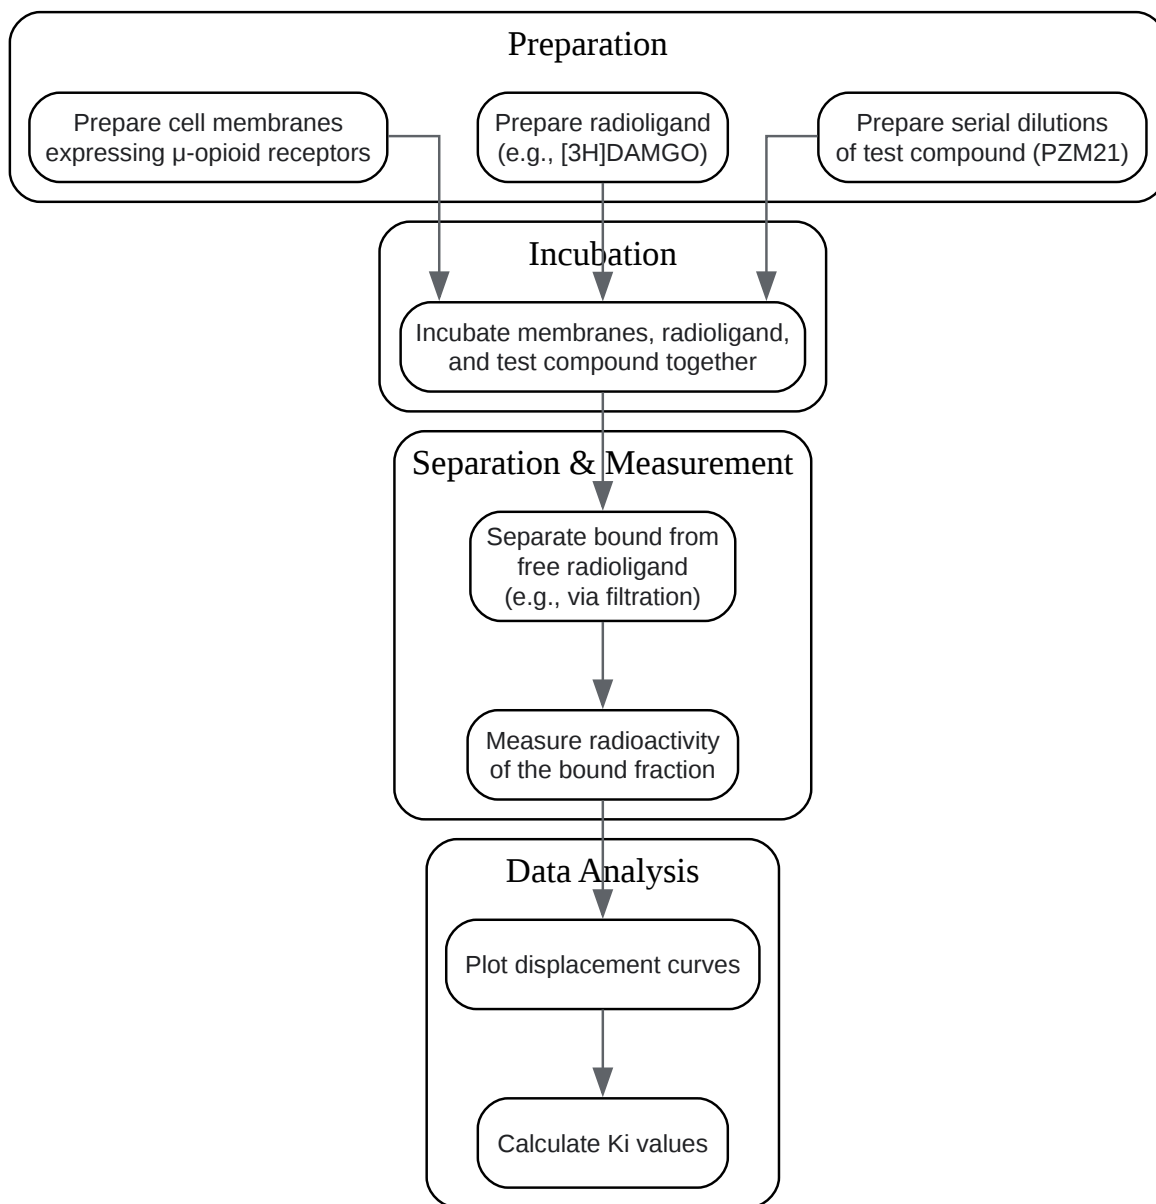 Preparation
Prepare cell membranes
expressing μ-opioid receptors
Prepare radioligand
(e.g., [3H]DAMGO)
Prepare serial dilutions
of test compound (PZM21)
Incubation
Incubate membranes, radioligand,
and test compound together
Separation & Measurement
Separate bound from
free radioligand
(e.g., via filtration)
Measure radioactivity
of the bound fraction
Data Analysis
Plot displacement curves
Calculate Ki values